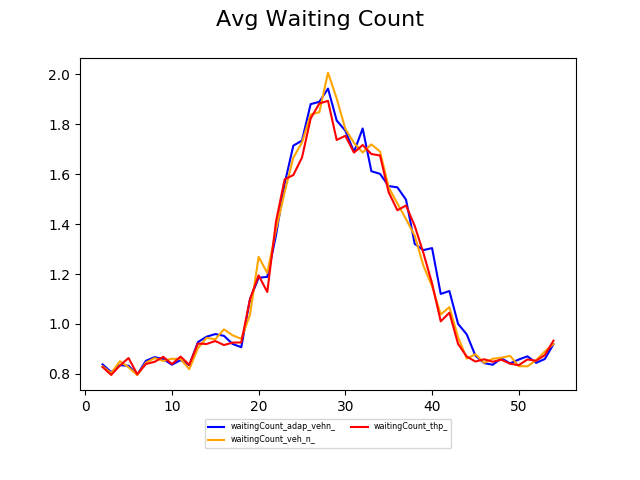 Avg Waiting Count
2.0
1.8
1.6
1.4
1.2
1.0
0.8
0 10 20 30 40 50
waitingCount_adap_vehn_ waitingCount_thp_
waitingCount_veh_n_